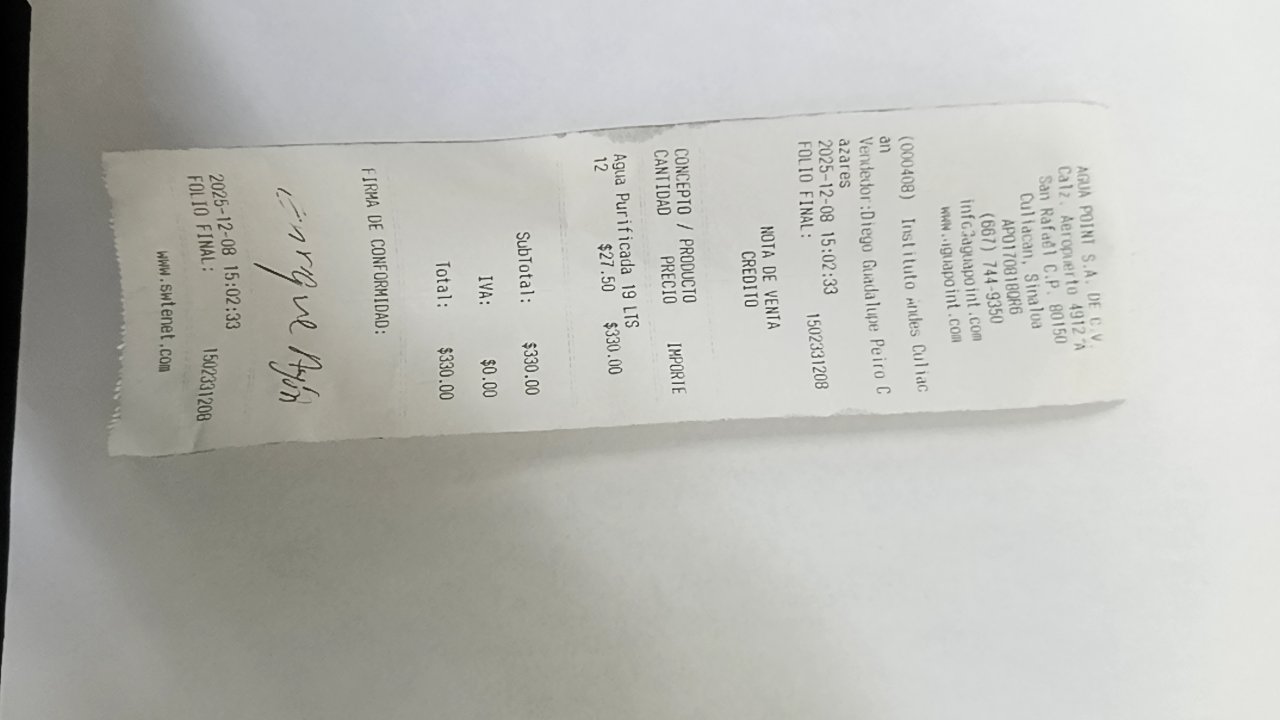 AGUA POINT S.A. DE C.V.
Calz. Aeropuerto 4912 A
San Rafael C.P. 80150
Culiacan, Sinaloa
APO170818QR6
(667) 744-9350
info@aguapoint.com
www.aguapoint.com
(000408) Instituto Andes Culiac
an
Vendedor:Diego Guadalupe Peiro C
azares
2025-12-08 15:02:33
FOLIO FINAL: 1502331208
NOTA DE VENTA
CREDITO
CONCEPTO / PRODUCTO
CANTIDAD PRECIO IMPORTE
Agua Purificada 19 LTS
12 $27.50 $330.00
SubTotal: $330.00
IVA: $0.00
Total: $330.00
FIRMA DE CONFORMIDAD:
Enrique
2025-12-08 15:02:33
FOLIO FINAL: 1502331208
www.swtenet.com